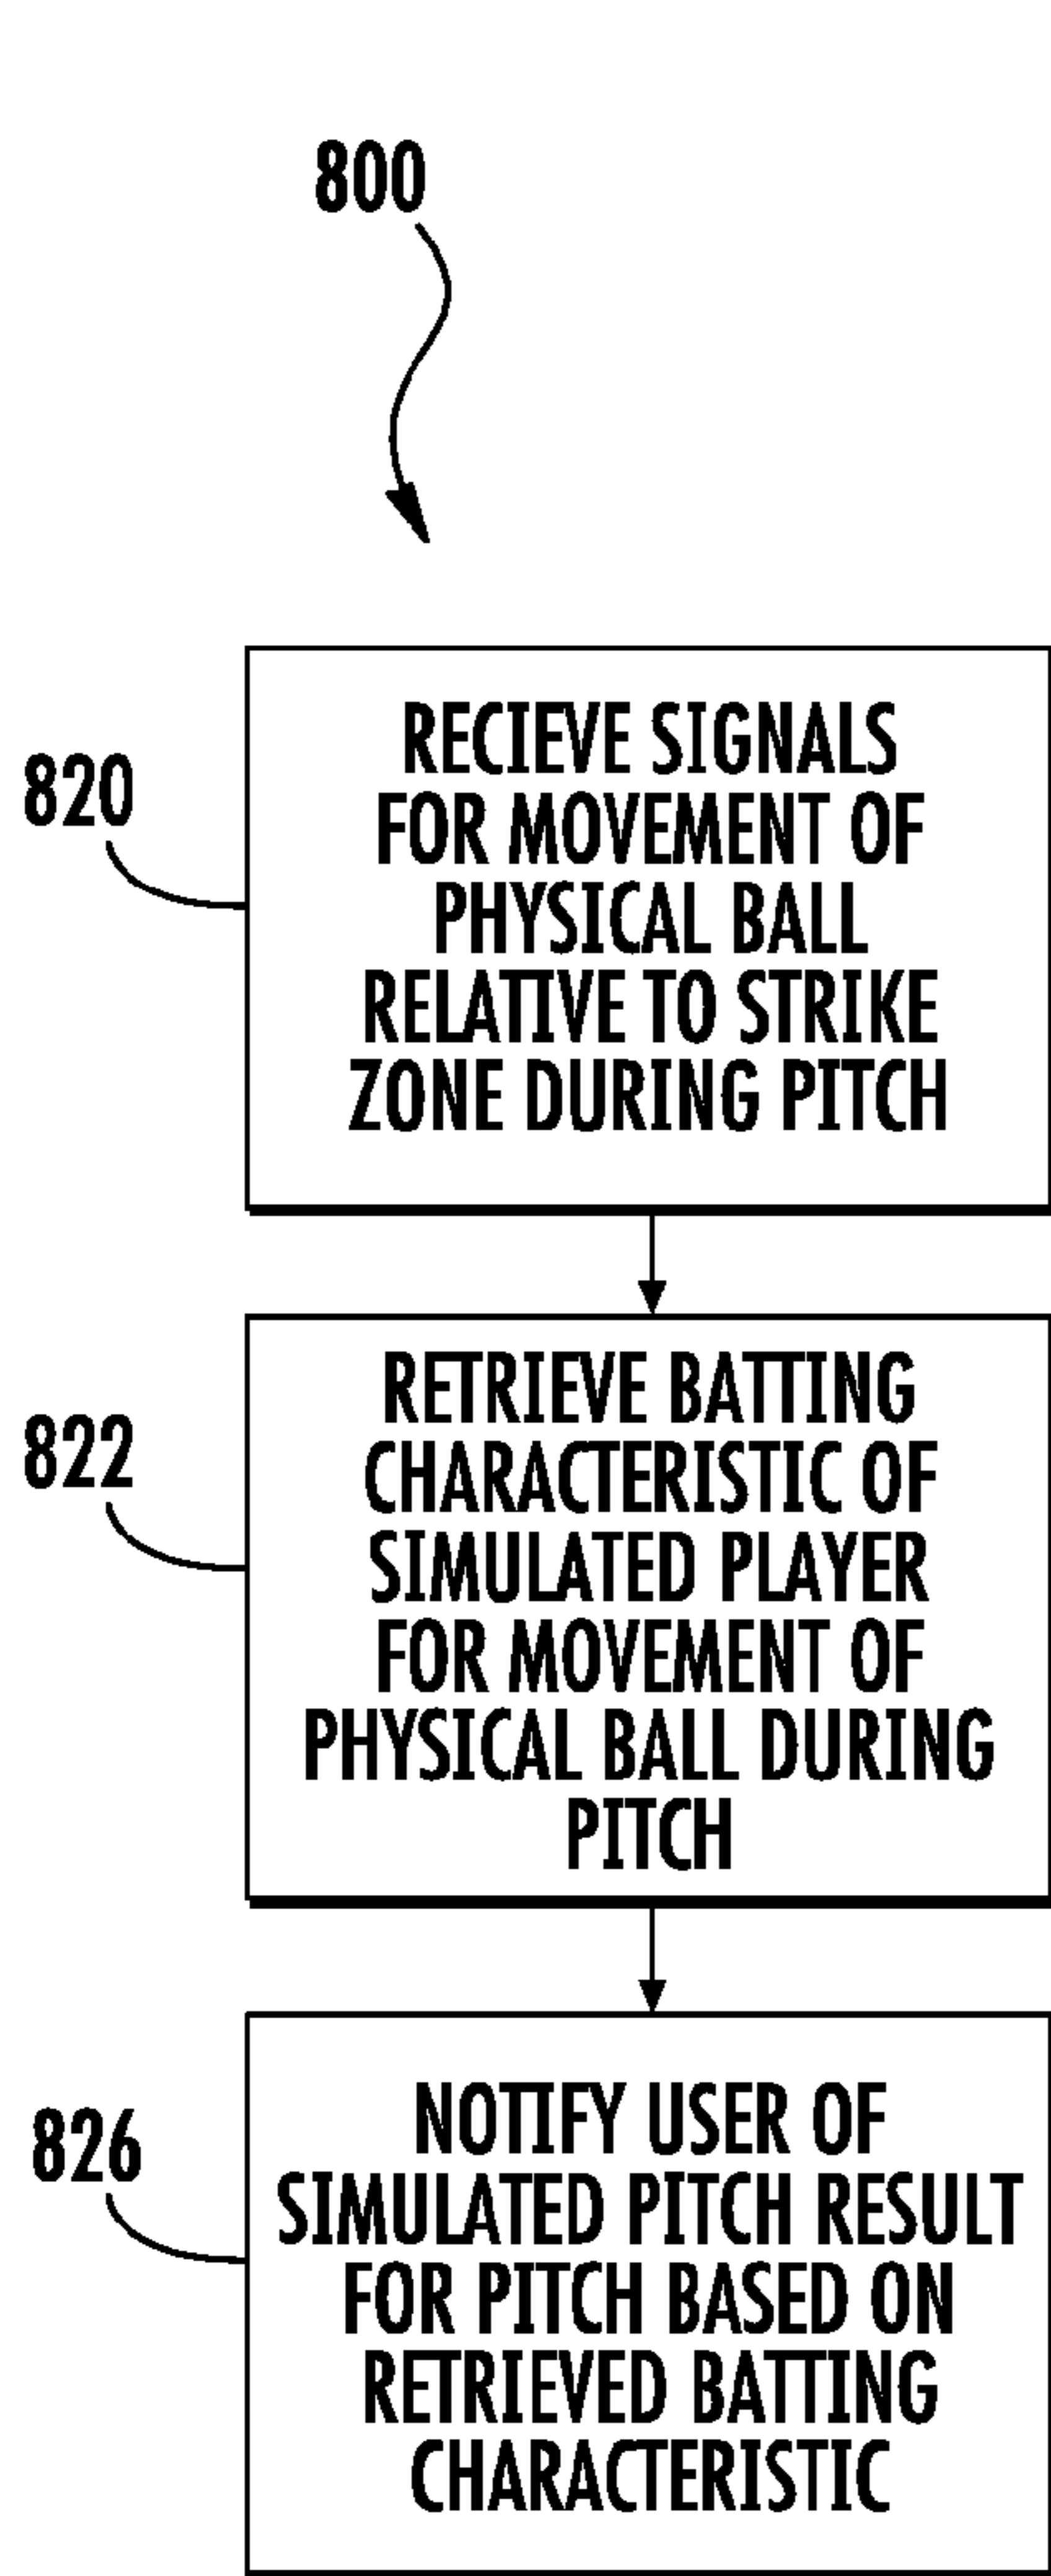 800
820
RECIEVE SIGNALS
FOR MOVEMENT OF
PHYSICAL BALL
RELATIVE TO STRIKE
ZONE DURING PITCH
822
RETRIEVE BATTING
CHARACTERISTIC OF
SIMULATED PLAYER
FOR MOVEMENT OF
PHYSICAL BALL DURING
PITCH
826
NOTIFY USER OF
SIMULATED PITCH RESULT
FOR PITCH BASED ON
RETRIEVED BATTING
CHARACTERISTIC